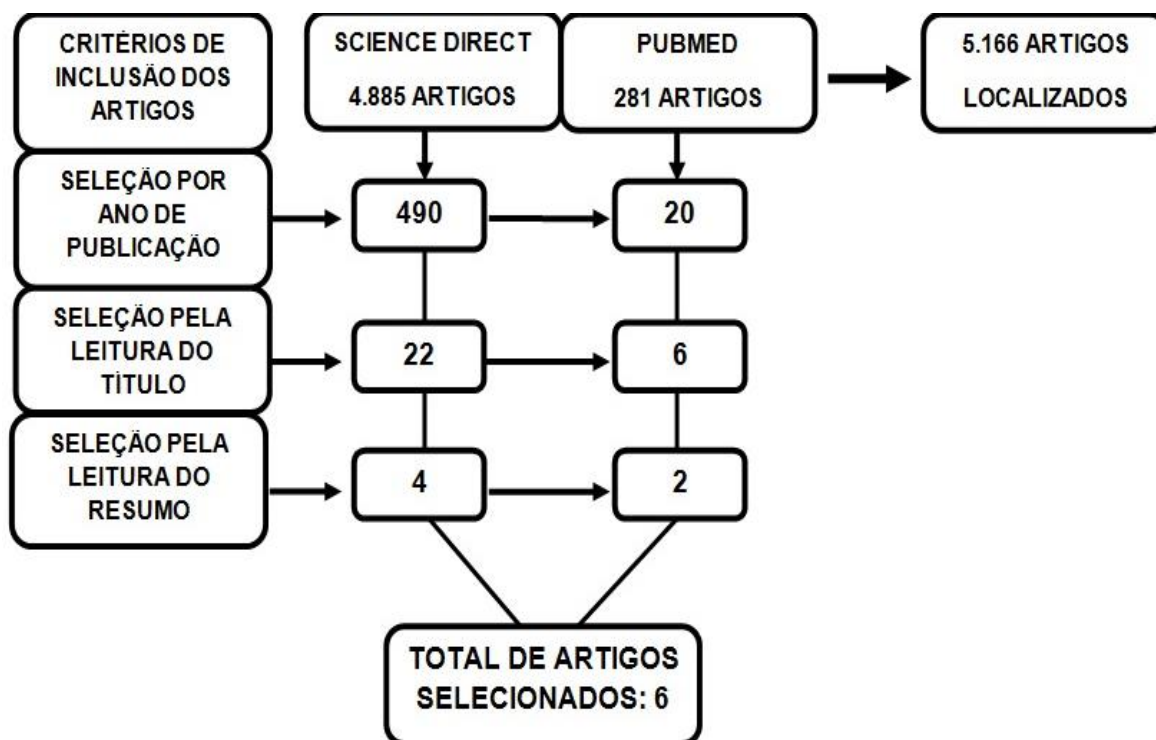 CRITÉRIOS DE
INCLUSÃO DOS
ARTIGOS
SCIENCE DIRECT
4.885 ARTIGOS
PUBMED
281 ARTIGOS
5.166 ARTIGOS
LOCALIZADOS
SELEÇÃO POR
ANO DE
PUBLICAÇÃO
490
20
SELEÇÃO PELA
LEITURA DO
TÍTULO
22
6
SELEÇÃO PELA
LEITURA DO
RESUMO
4
2
TOTAL DE ARTIGOS
SELECIONADOS: 6